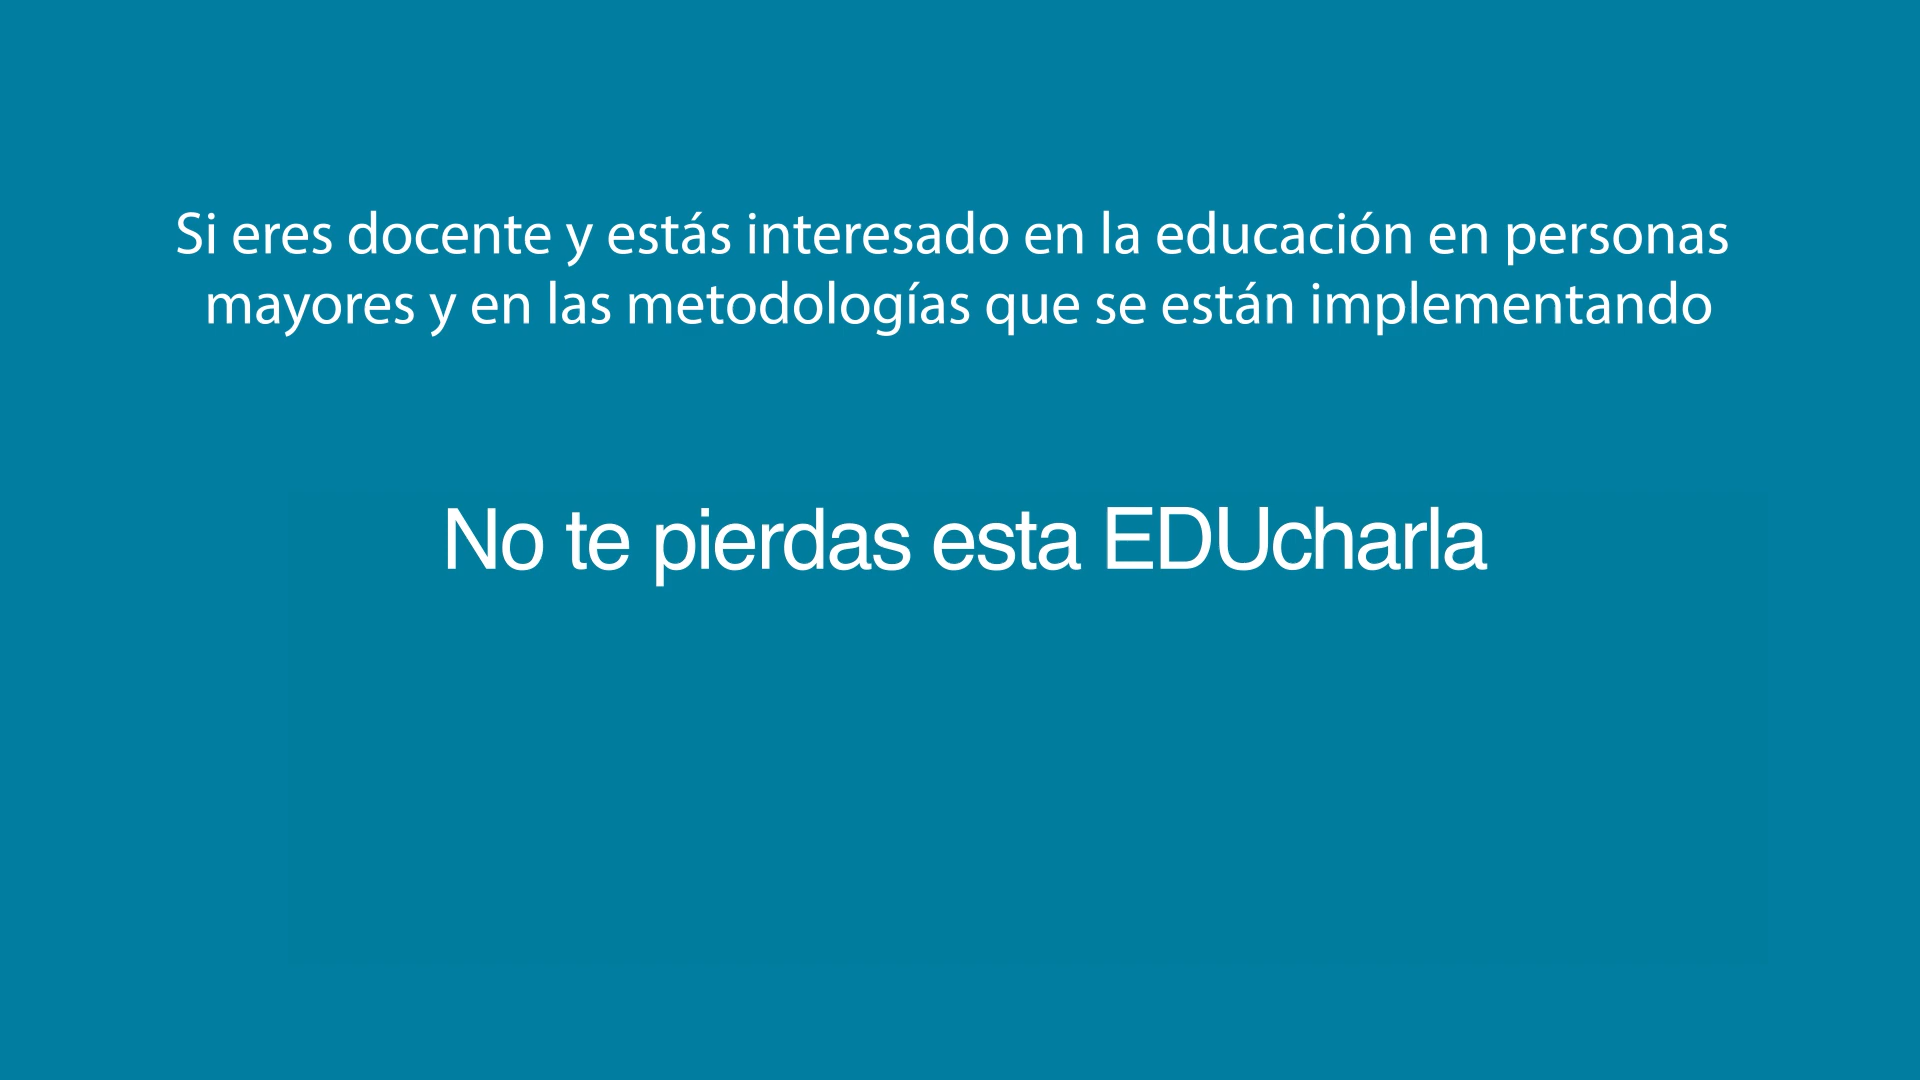 Si eres docente y estás interesado en la educación en personas
mayores y en las metodologías que se están implementando
No te pierdas esta EDUcharla